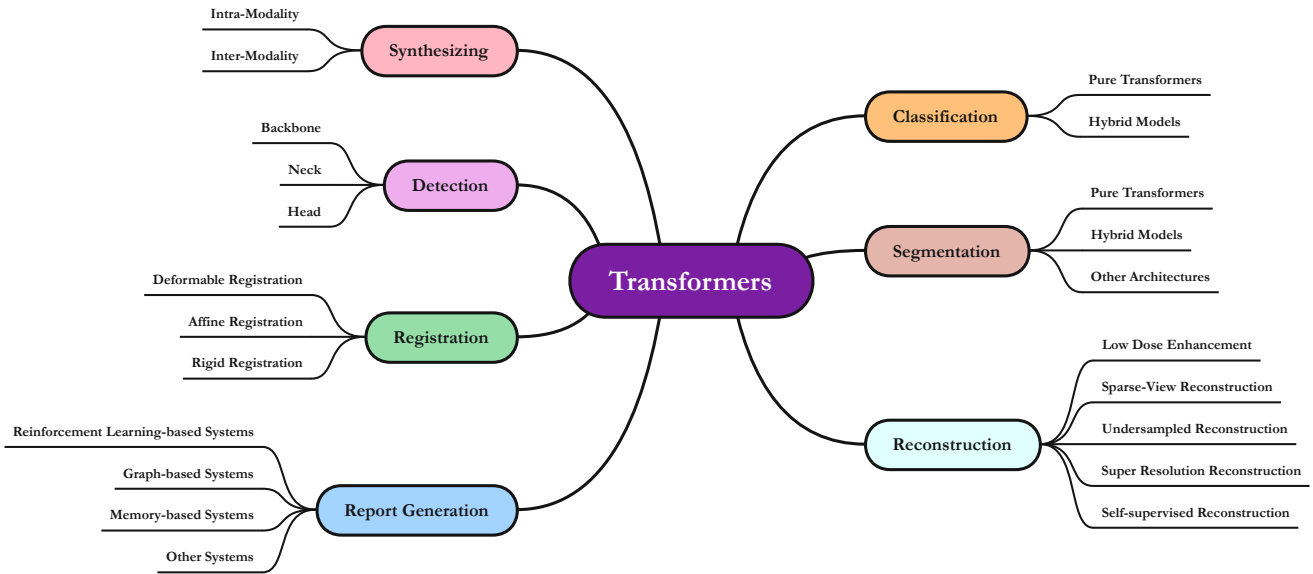 Intra-Modality
Inter-Modality
Synthesizing
Backbone
Neck
Head
Detection
Deformable Registration
Affine Registration
Rigid Registration
Registration
Reinforcement Learning-based Systems
Graph-based Systems
Memory-based Systems
Other Systems
Report Generation
Transformers
Classification
Pure Transformers
Hybrid Models
Segmentation
Pure Transformers
Hybrid Models
Other Architectures
Reconstruction
Low Dose Enhancement
Sparse-View Reconstruction
Undersampled Reconstruction
Super Resolution Reconstruction
Self-supervised Reconstruction